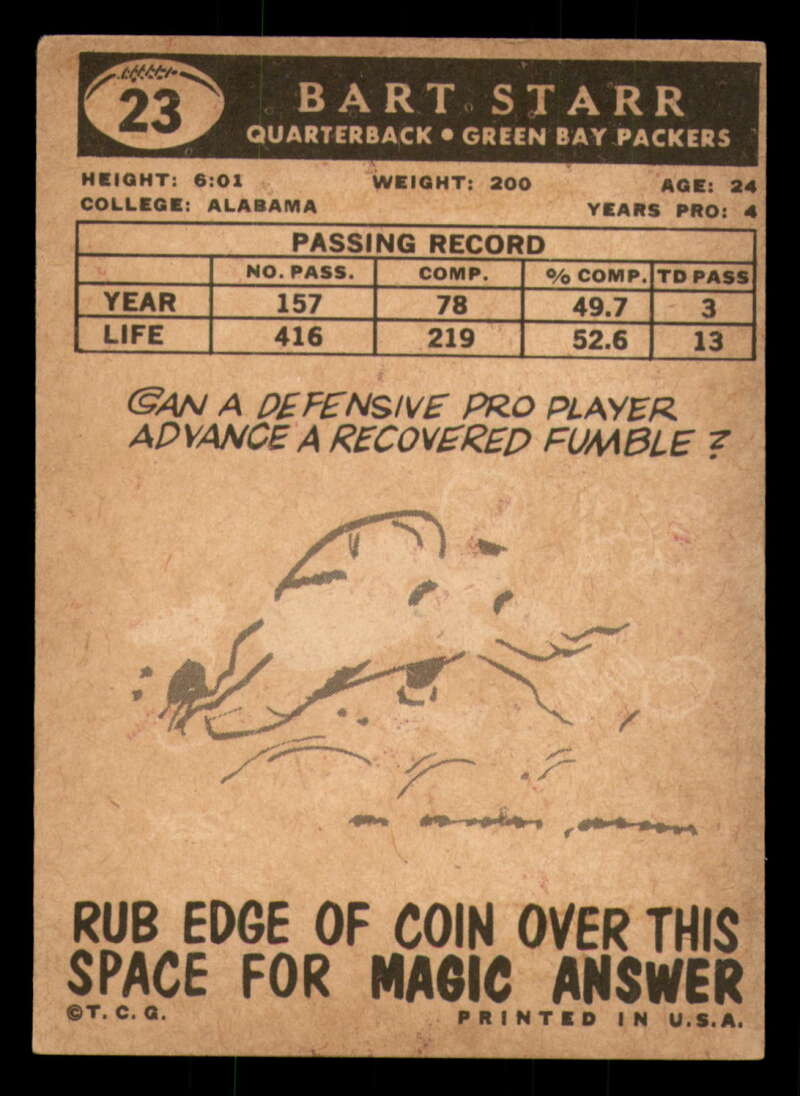 23
BART STARR
QUARTERBACK • GREEN BAY PACKERS
HEIGHT: 6:01 WEIGHT: 200 AGE: 24
COLLEGE: ALABAMA YEARS PRO: 4
PASSING RECORD
NO. PASS. COMP. % COMP. TD PASS
YEAR 157 78 49.7 3
LIFE 416 219 52.6 13
CAN A DEFENSIVE PRO PLAYER
ADVANCE A RECOVERED FUMBLE?
RUB EDGE OF COIN OVER THIS
SPACE FOR MAGIC ANSWER
©T.C.G. PRINTED IN U.S.A.